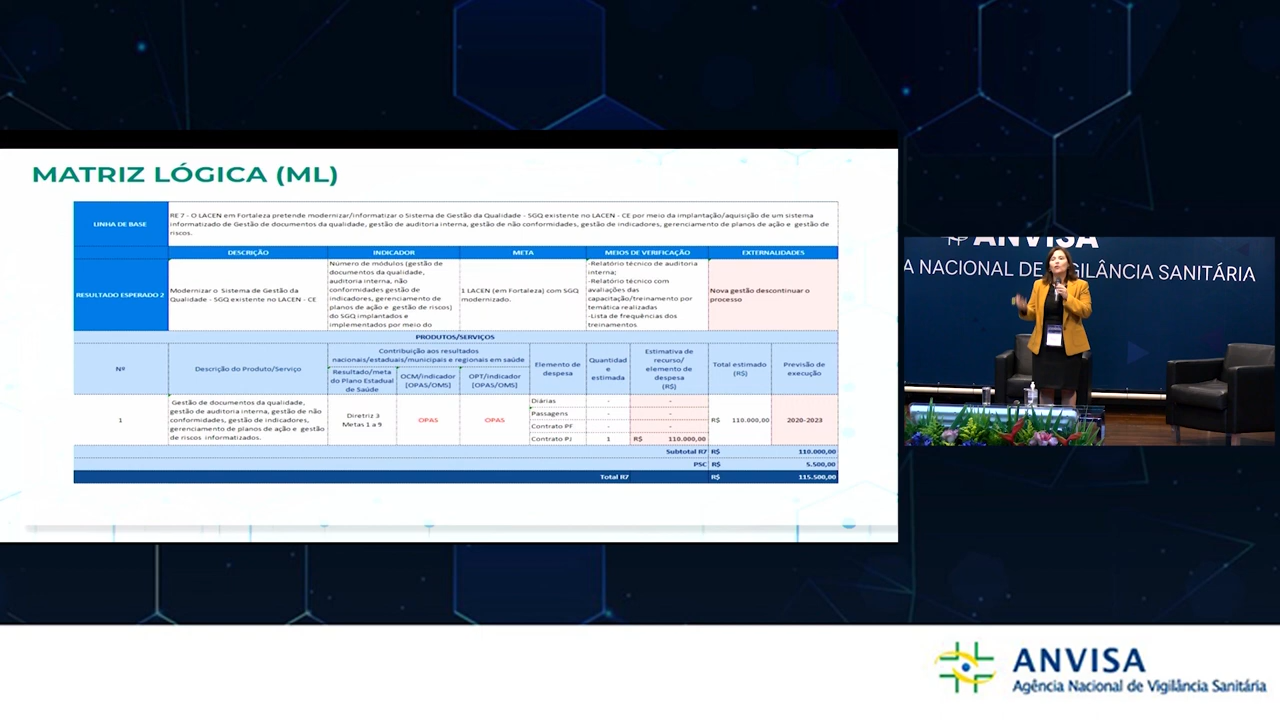 MATRIZ LÓGICA (ML)
LINHA DE BASE
RE 7 - O LACEN em Fortaleza pretende modernizar/informatizar o Sistema de Gestão da Qualidade - SGQ existente no LACEN - CE por meio da implantação/aquisição de um sistema
informatizado de Gestão de documentos da qualidade, gestão de auditoria interna, gestão de não conformidades, gestão de indicadores, gerenciamento de planos de ação e gestão de
riscos.
DESCRIÇÃO
INDICADOR
META
MEIOS DE VERIFICAÇÃO
EXTERNALIDADES
RESULTADO ESPERADO 2
Modernizar o Sistema de Gestão da
Qualidade - SGQ existente no LACEN - CE
Número de módulos (gestão de
documentos da qualidade,
auditoria interna, não
conformidades gestão de
indicadores, gerenciamento
de planos de ação e gestão de riscos)
do SGQ implantados e
implementados por meio do
1 LACEN (em Fortaleza) com SGQ
modernizado.
-Relatório técnico de auditoria
interna;
-Relatório técnico com
avaliações das
capacitação/treinamento por
temática realizadas
-Lista de frequências dos
treinamentos
Nova gestão descontinuar o
processo
PRODUTOS/SERVIÇOS
Nº
Descrição do Produto/Serviço
Contribuição aos resultados
nacionais/estaduais/municipais e regionais em saúde
Resultado/meta
do Plano Estadual
de Saúde
OCM/indicador
[OPAS/OMS]
OPT/indicador
[OPAS/OMS]
Elemento de
despesa
Quantidad
e
estimada
Estimativa de
recurso/
elemento de
despesa
(R$)
Total estimado
(R$)
Previsão de
execução
1
Gestão de documentos da qualidade,
gestão de auditoria interna, gestão de não
conformidades, gestão de indicadores,
gerenciamento de planos de ação e gestão
de riscos informatizados.
Diretriz 3
Metas 1 a 9
OPAS
OPAS
Diárias - -
Passagens - -
Contrato PF - -
Contrato PJ 1 R$ 110.000,00
R$ 110.000,00
2020-2023
Subtotal R7 R$ 110.000,00
PSC R$ 5.500,00
Total R7 R$ 115.500,00
ANVISA
A NACIONAL DE VIGILÂNCIA SANITÁRIA
ANVISA
Agência Nacional de Vigilância Sanitária